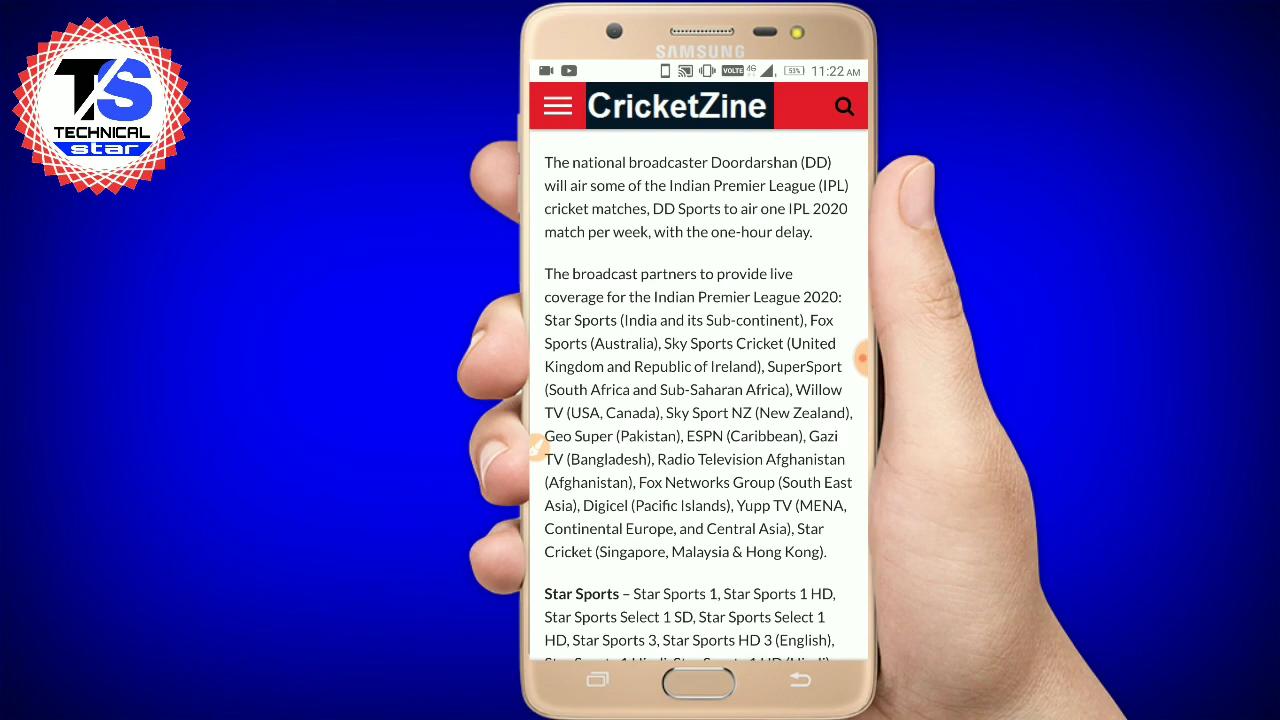 TS
TECHNICAL
star
SAMSUNG
VOLTE 4G 53% 11:22 AM
CricketZine
The national broadcaster Doordarshan (DD)
will air some of the Indian Premier League (IPL)
cricket matches, DD Sports to air one IPL 2020
match per week, with the one-hour delay.
The broadcast partners to provide live
coverage for the Indian Premier League 2020:
Star Sports (India and its Sub-continent), Fox
Sports (Australia), Sky Sports Cricket (United
Kingdom and Republic of Ireland), SuperSport
(South Africa and Sub-Saharan Africa), Willow
TV (USA, Canada), Sky Sport NZ (New Zealand),
Geo Super (Pakistan), ESPN (Caribbean), Gazi
TV (Bangladesh), Radio Television Afghanistan
(Afghanistan), Fox Networks Group (South East
Asia), Digicel (Pacific Islands), Yupp TV (MENA,
Continental Europe, and Central Asia), Star
Cricket (Singapore, Malaysia & Hong Kong).
Star Sports – Star Sports 1, Star Sports 1 HD,
Star Sports Select 1 SD, Star Sports Select 1
HD, Star Sports 3, Star Sports HD 3 (English),